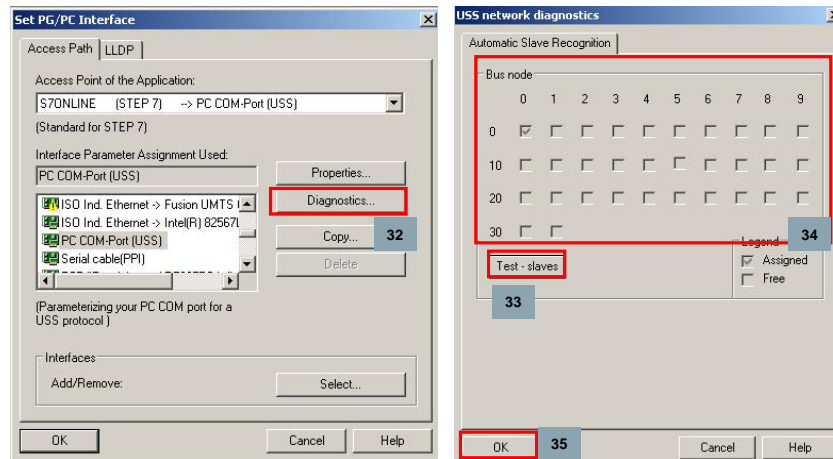 Set PG/PC Interface
Access Path
LLDP
Access Point of the Application:
S7ONLINE (STEP 7) --> PC COM-Port (USS)
(Standard for STEP 7)
Interface Parameter Assignment Used:
PC COM-Port (USS)
Properties...
ISO Ind. Ethernet -> Fusion UMTS
Diagnostics...
ISO Ind. Ethernet -> Intel(R) 82567L
32
PC COM-Port (USS)
Copy...
Serial cable(PPI)
Delete
(Parameterizing your PC COM port for a
USS protocol )
Interfaces
Add/Remove:
Select...
OK
Cancel
Help
USS network diagnostics
Automatic Slave Recognition
Bus node
0 1 2 3 4 5 6 7 8 9
0
10
20
30
34
Legend
Test - slaves
Assigned
Free
33
OK
35
Cancel
Help